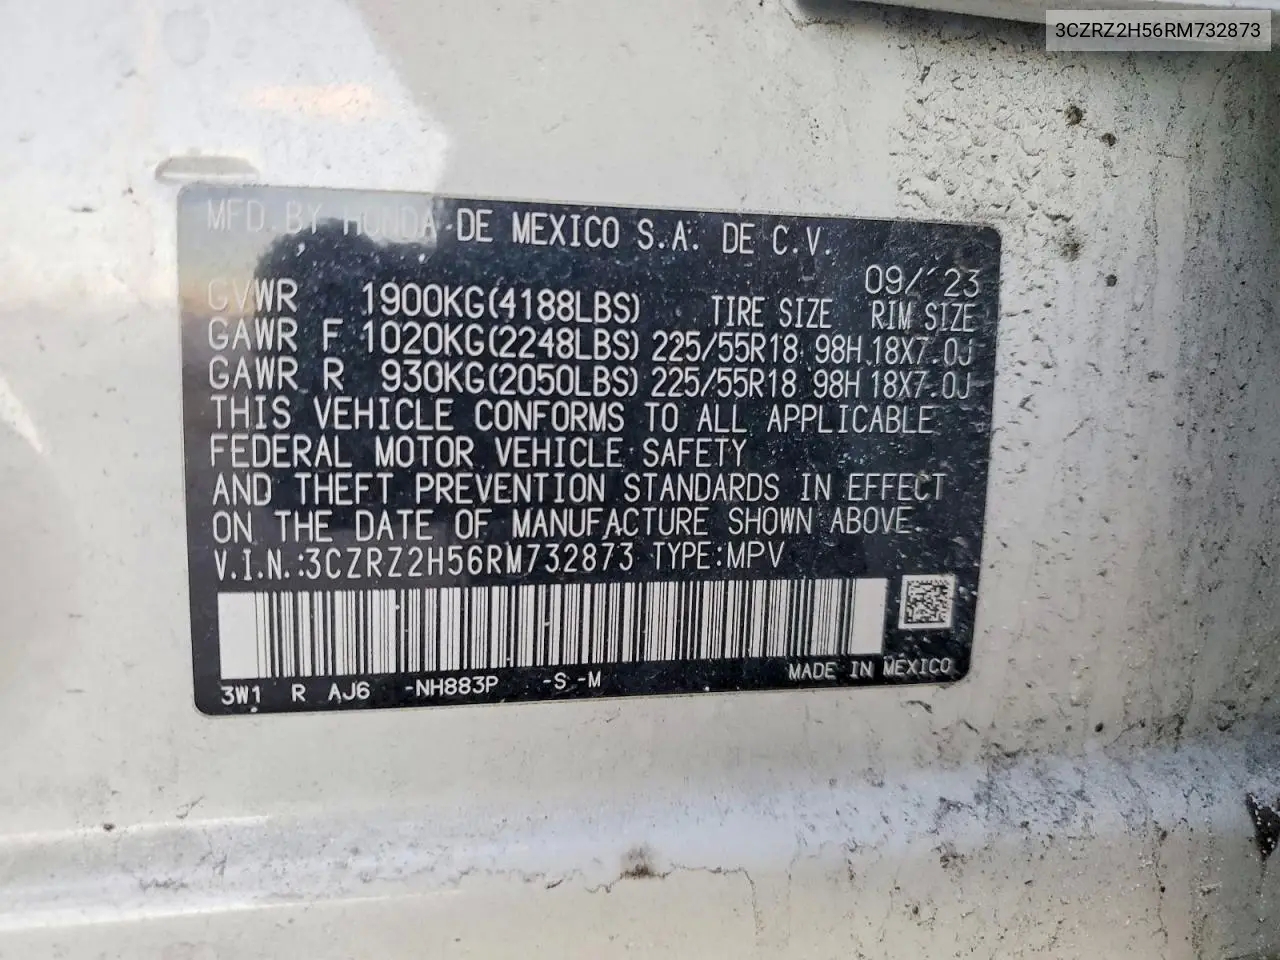 3CZRZ2H56RM732873
MFD.BY HONDA DE MEXICO S.A. DE C.V.
09/ 23
GVWR 1900KG(4188LBS) TIRE SIZE RIM SIZE
GAWR F 1020KG(2248LBS) 225/55R18 98H 18X7.0J
GAWR R 930KG(2050LBS) 225/55R18 98H 18X7.0J
THIS VEHICLE CONFORMS TO ALL APPLICABLE
FEDERAL MOTOR VEHICLE SAFETY
AND THEFT PREVENTION STANDARDS IN EFFECT
ON THE DATE OF MANUFACTURE SHOWN ABOVE.
V.I.N.:3CZRZ2H56RM732873 TYPE:MPV
3W1 R AJ6 -NH883P -S -M MADE IN MEXICO